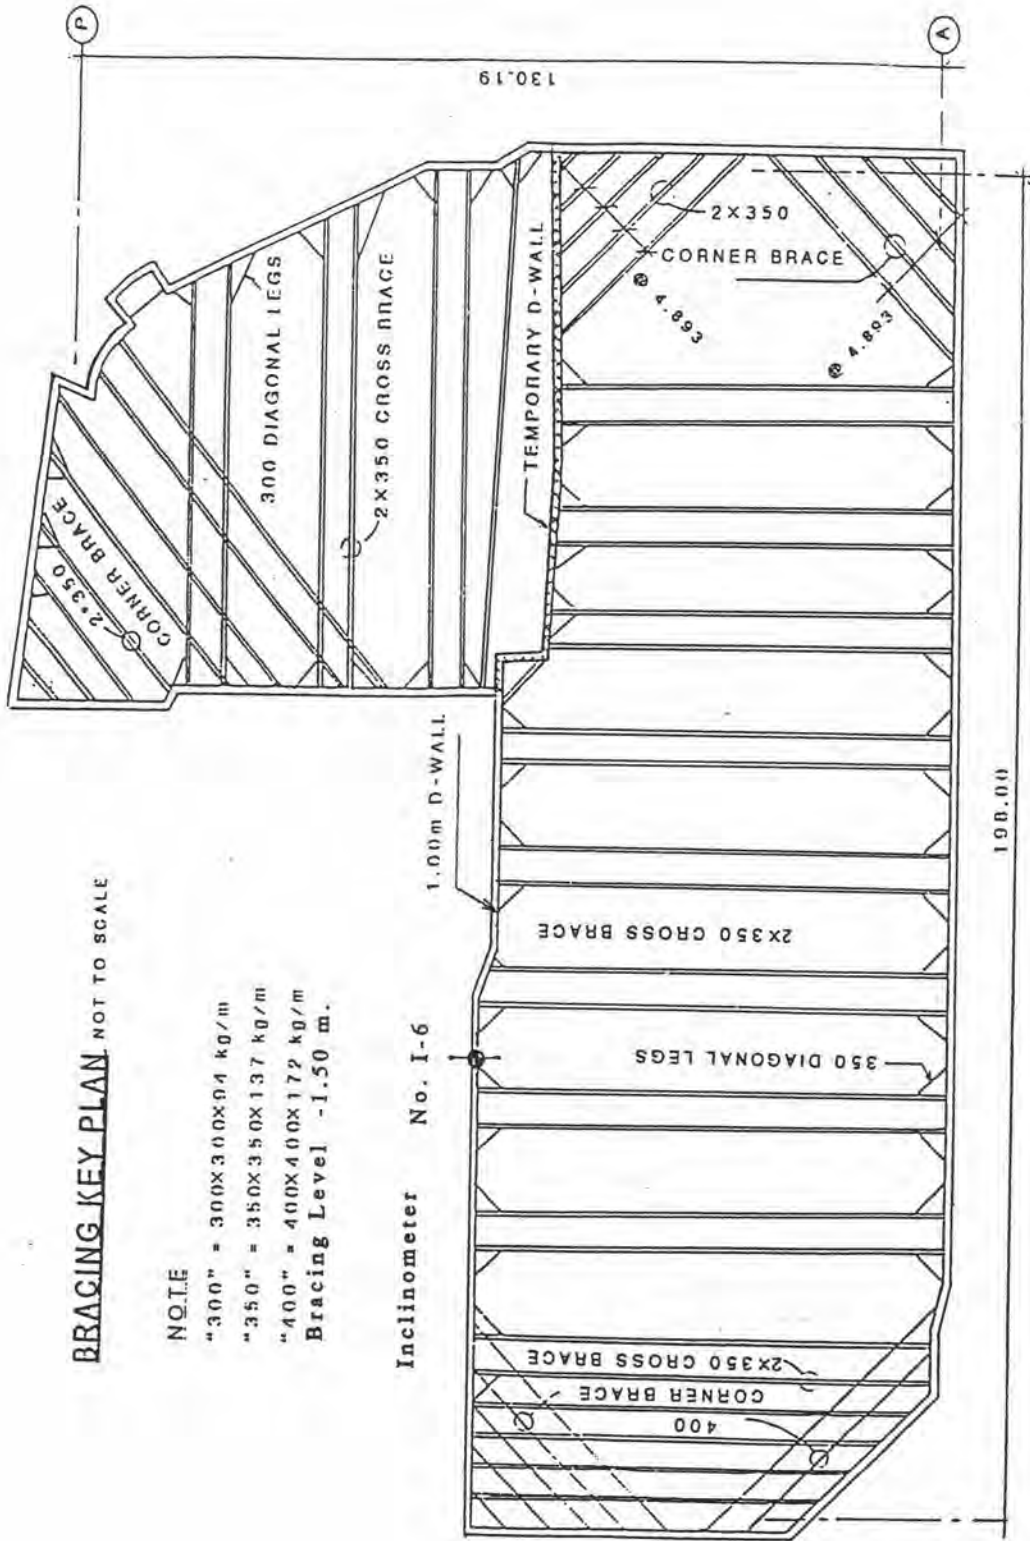 BRACING KEY PLAN NOT TO SCALE
NOTE
"300" = 300X300X94 kg/m
"350" = 350X350X137 kg/m
"400" = 400X400X172 kg/m
Bracing Level -1.50 m.
Inclinometer No. I-6
P
130.19
A
300 DIAGONAL LEGS
2X350 CROSS BRACE
CORNER BRACE
2*350
TEMPORARY D-WALL
2X350
CORNER BRACE
@ 4.893
@ 4.893
1.00m D-WALL
2X350 CROSS BRACE
350 DIAGONAL LEGS
2X350 CROSS BRACE
CORNER BRACE
400
198.00